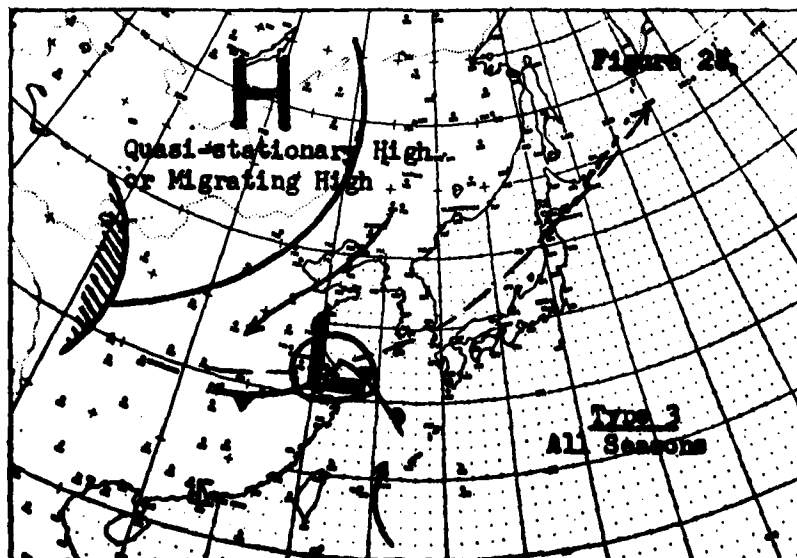 Figure 28.
H
Quasi-stationary High
or Migrating High
L
Type 3
All Seasons